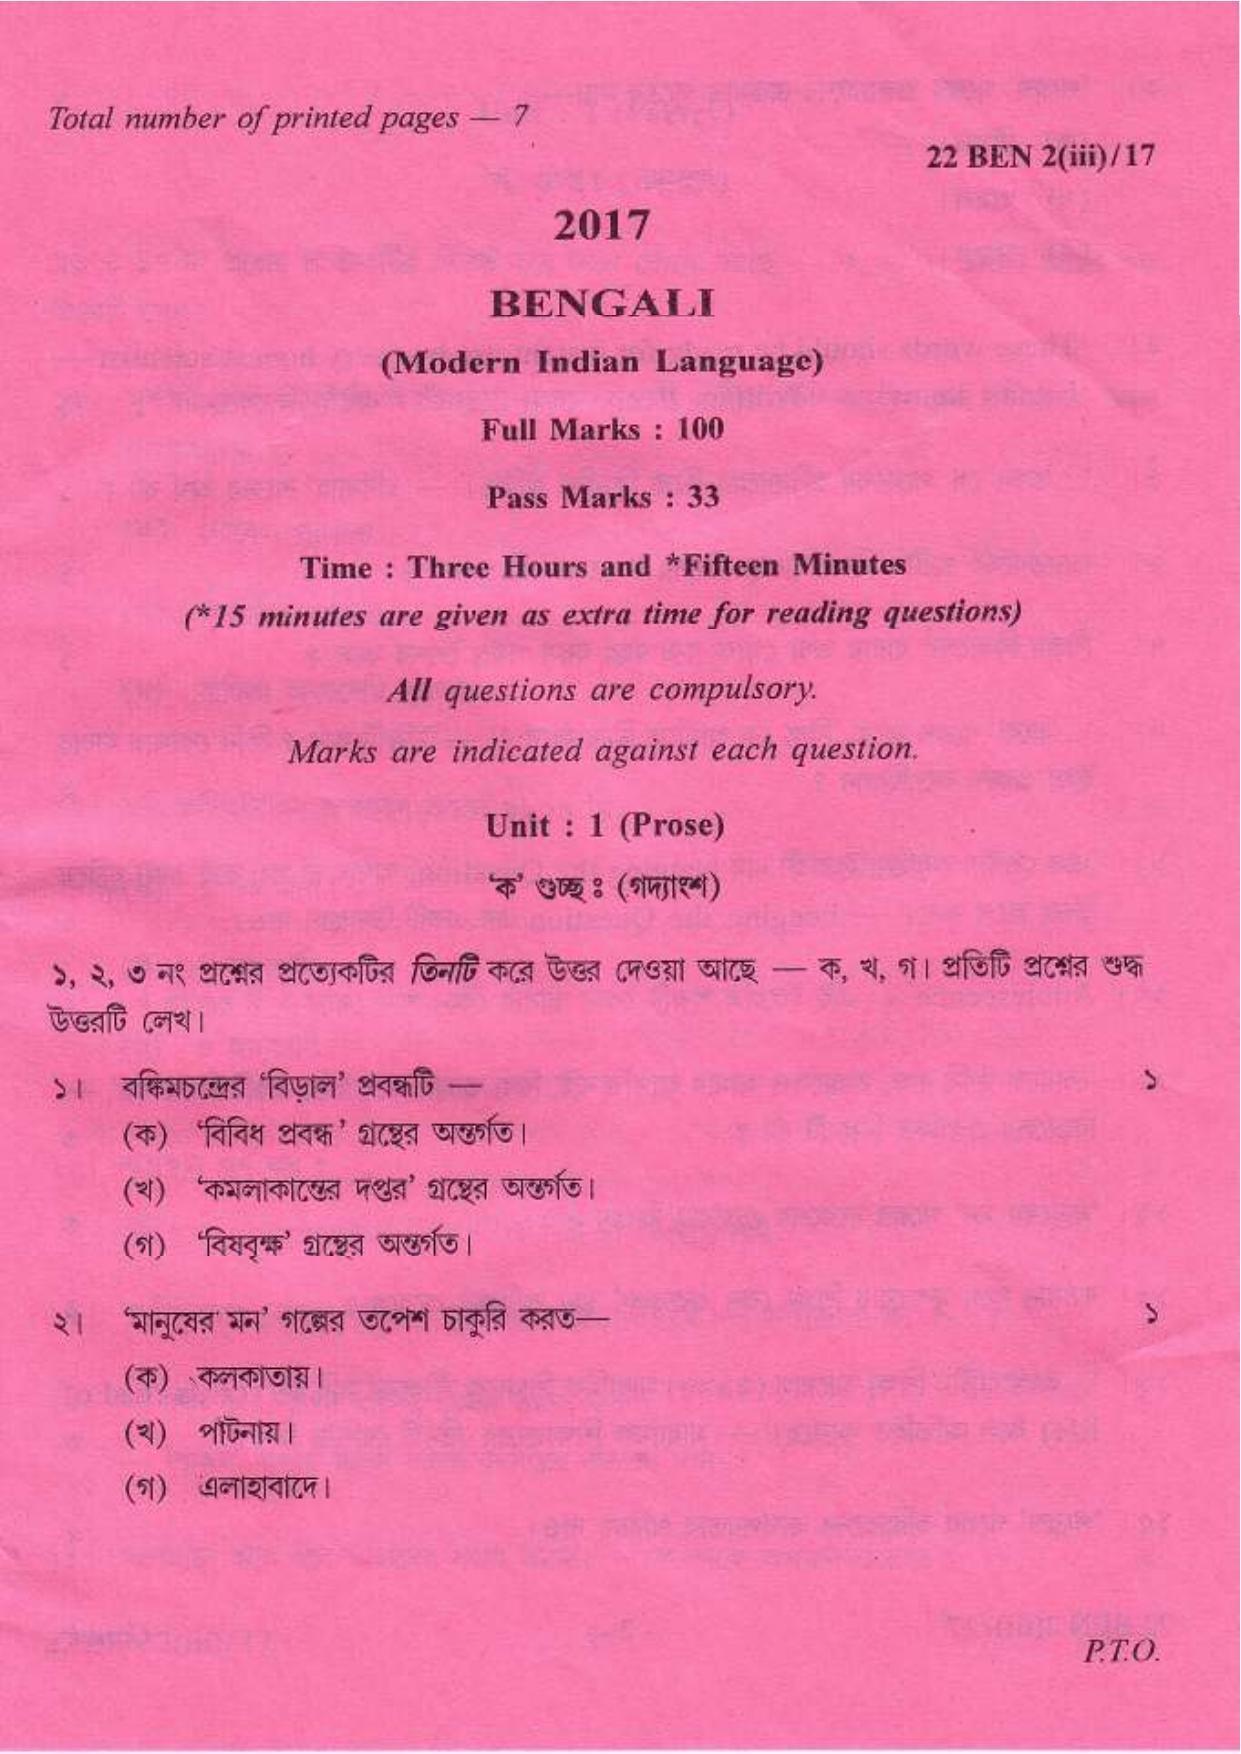 Total number of printed pages — 7
22 BEN 2(iii)/17
2017
BENGALI
(Modern Indian Language)
Full Marks : 100
Pass Marks : 33
Time : Three Hours and *Fifteen Minutes
(*15 minutes are given as extra time for reading questions)
All questions are compulsory.
Marks are indicated against each question.
Unit : 1 (Prose)
‘ক’ গুচ্ছ : (গদ্যাংশ)
১, ২, ৩ নং প্রশ্নের প্রত্যেকটির তিনটি করে উত্তর দেওয়া আছে — ক, খ, গ। প্রতিটি প্রশ্নের শুদ্ধ
উত্তরটি লেখ।
১। বঙ্কিমচন্দ্রের ‘বিড়াল’ প্রবন্ধটি — ১
(ক) ‘বিবিধ প্রবন্ধ’ গ্রন্থের অন্তর্গত।
(খ) ‘কমলাকান্তের দপ্তর’ গ্রন্থের অন্তর্গত।
(গ) ‘বিষবৃক্ষ’ গ্রন্থের অন্তর্গত।
২। ‘মানুষের মন’ গল্পের তপেশ চাকুরি করত— ১
(ক) কলকাতায়।
(খ) পাটনায়।
(গ) এলাহাবাদে।
P.T.O.